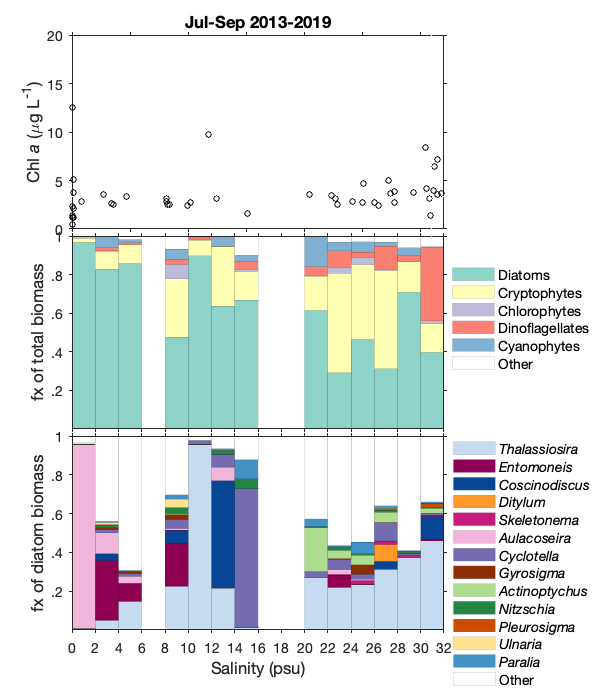 Jul-Sep 2013-2019
20
15
10
5
0
Chl a (μg L⁻¹)
1
.8
.6
.4
.2
fx of total biomass
Diatoms
Cryptophytes
Chlorophytes
Dinoflagellates
Cyanophytes
Other
1
.8
.6
.4
.2
fx of diatom biomass
Thalassiosira
Entomoneis
Coscinodiscus
Ditylum
Skeletonema
Aulacoseira
Cyclotella
Gyrosigma
Actinoptychus
Nitzschia
Pleurosigma
Ulnaria
Paralia
Other
0 2 4 6 8 10 12 14 16 18 20 22 24 26 28 30 32
Salinity (psu)